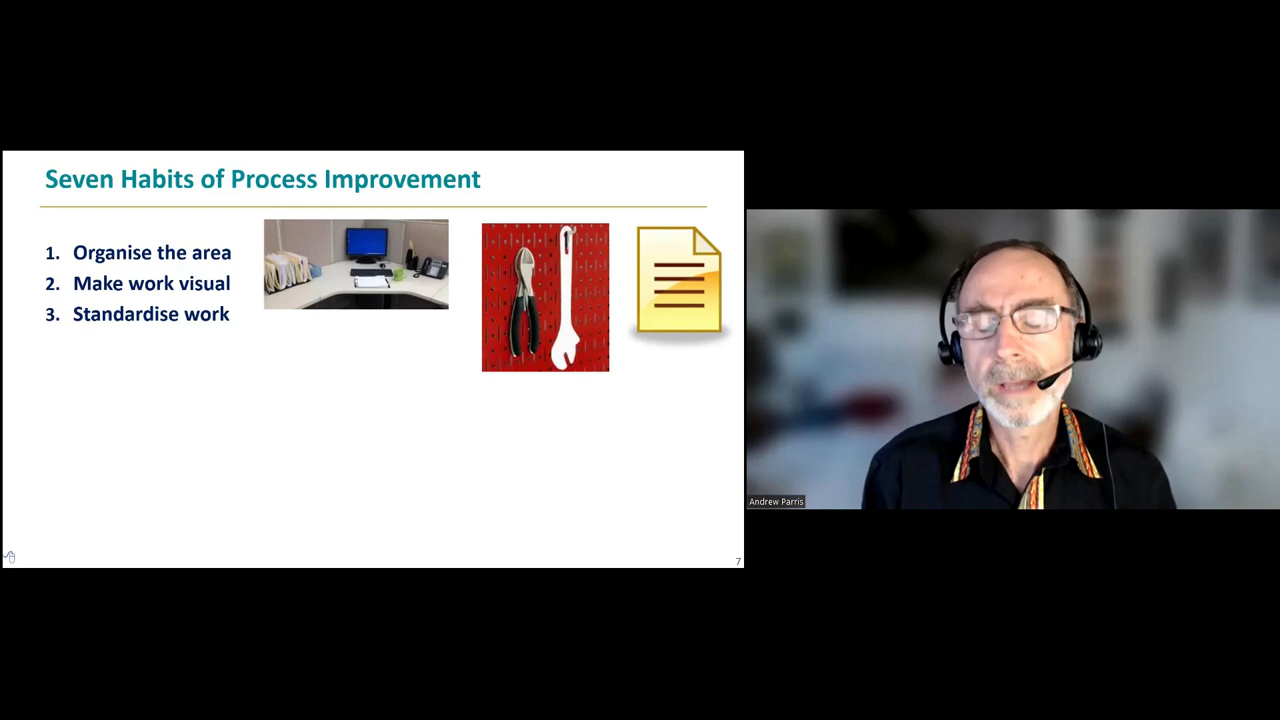 Seven Habits of Process Improvement
1. Organise the area
2. Make work visual
3. Standardise work
7
Andrew Parris